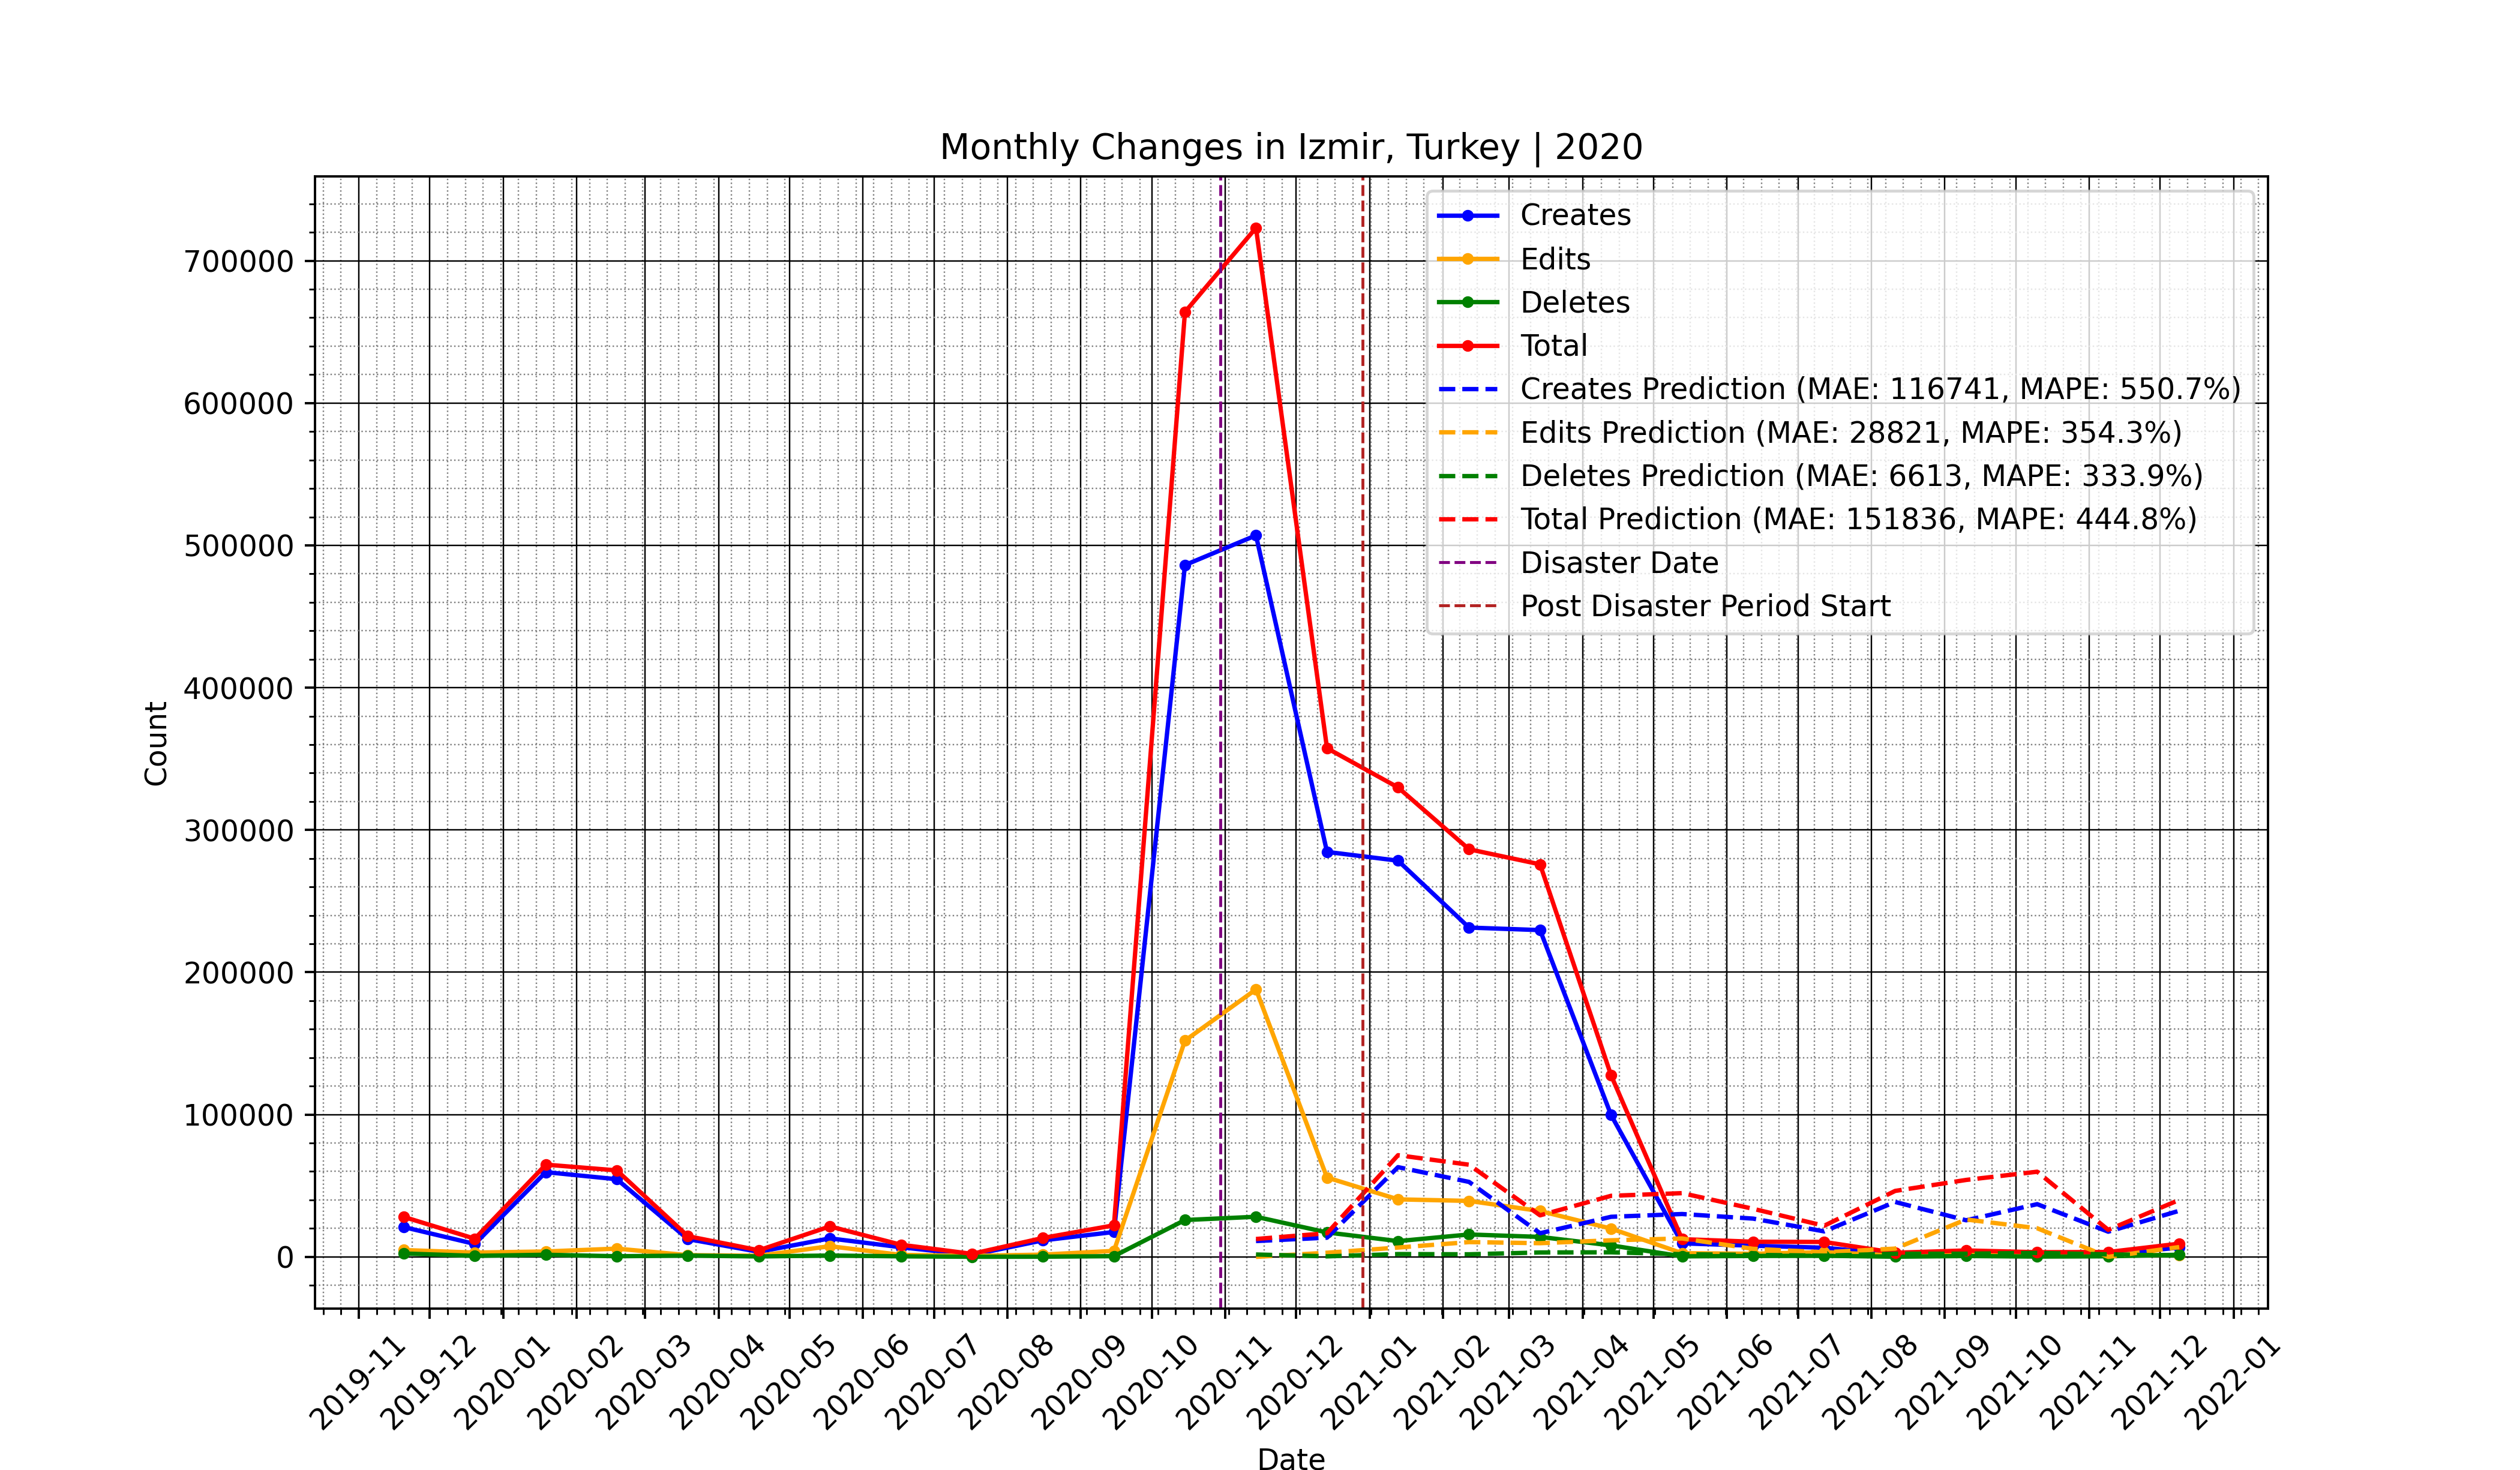 Monthly Changes in Izmir, Turkey | 2020
Creates
Edits
Deletes
Total
Creates Prediction (MAE: 116741, MAPE: 550.7%)
Edits Prediction (MAE: 28821, MAPE: 354.3%)
Deletes Prediction (MAE: 6613, MAPE: 333.9%)
Total Prediction (MAE: 151836, MAPE: 444.8%)
Disaster Date
Post Disaster Period Start
Count
700000
600000
500000
400000
300000
200000
100000
0
2019-11
2019-12
2020-01
2020-02
2020-03
2020-04
2020-05
2020-06
2020-07
2020-08
2020-09
2020-10
2020-11
2020-12
2021-01
2021-02
2021-03
2021-04
2021-05
2021-06
2021-07
2021-08
2021-09
2021-10
2021-11
2021-12
2022-01
Date